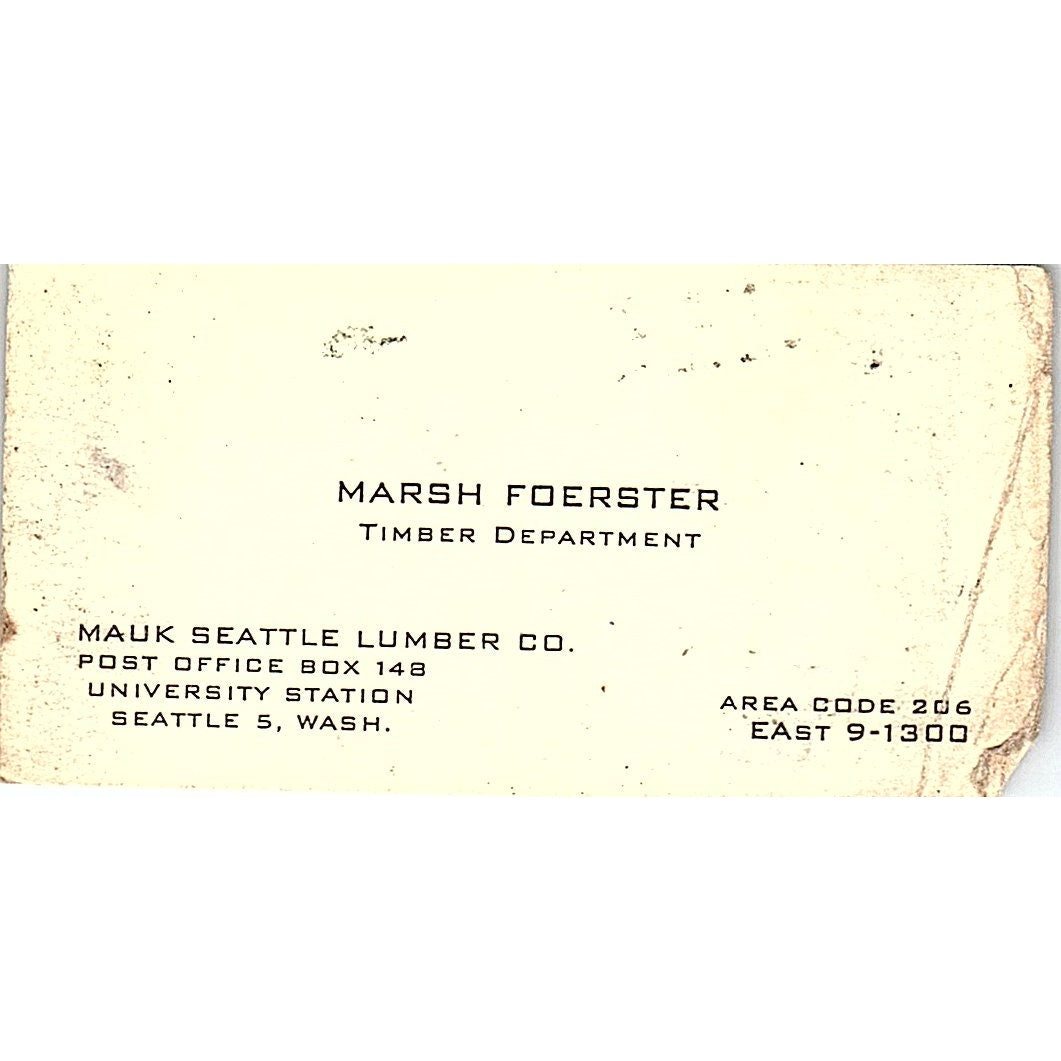 MARSH FOERSTER
TIMBER DEPARTMENT
MAUK SEATTLE LUMBER CO.
POST OFFICE BOX 148
UNIVERSITY STATION
SEATTLE 5, WASH.
AREA CODE 206
EAST 9-1300